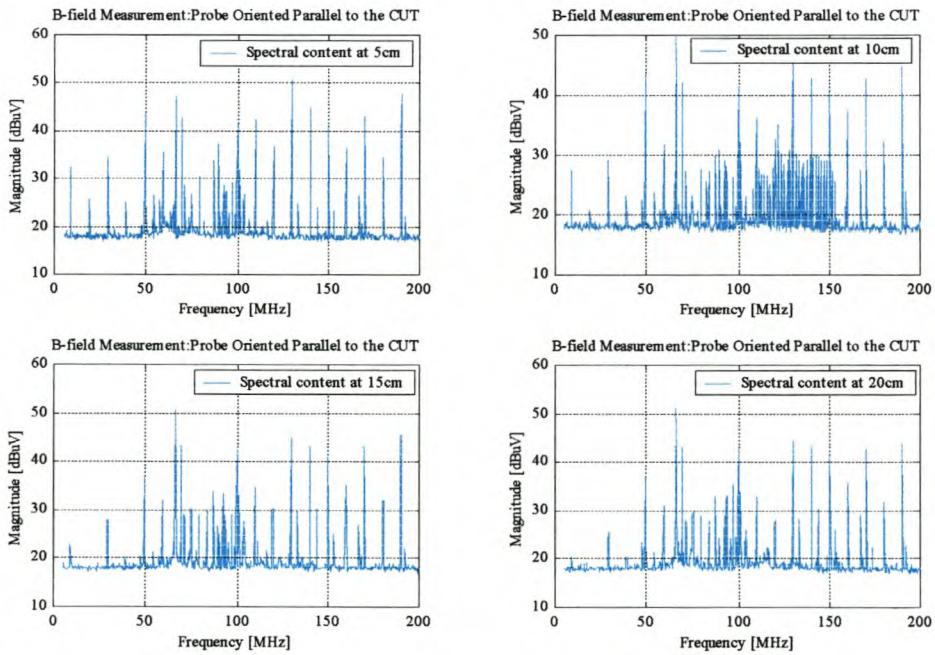 B-field Measurement:Probe Oriented Parallel to the CUT
60
50
40
30
20
10
0
50
100
150
200
Magnitude [dBuV]
Frequency [MHz]
Spectral content at 5cm
B-field Measurement:Probe Oriented Parallel to the CUT
50
40
30
20
10
0
50
100
150
200
Magnitude [dBuV]
Frequency [MHz]
Spectral content at 10cm
B-field Measurement:Probe Oriented Parallel to the CUT
60
50
40
30
20
10
0
50
100
150
200
Magnitude [dBuV]
Frequency [MHz]
Spectral content at 15cm
B-field Measurement:Probe Oriented Parallel to the CUT
60
50
40
30
20
10
0
50
100
150
200
Magnitude [dBuV]
Frequency [MHz]
Spectral content at 20cm